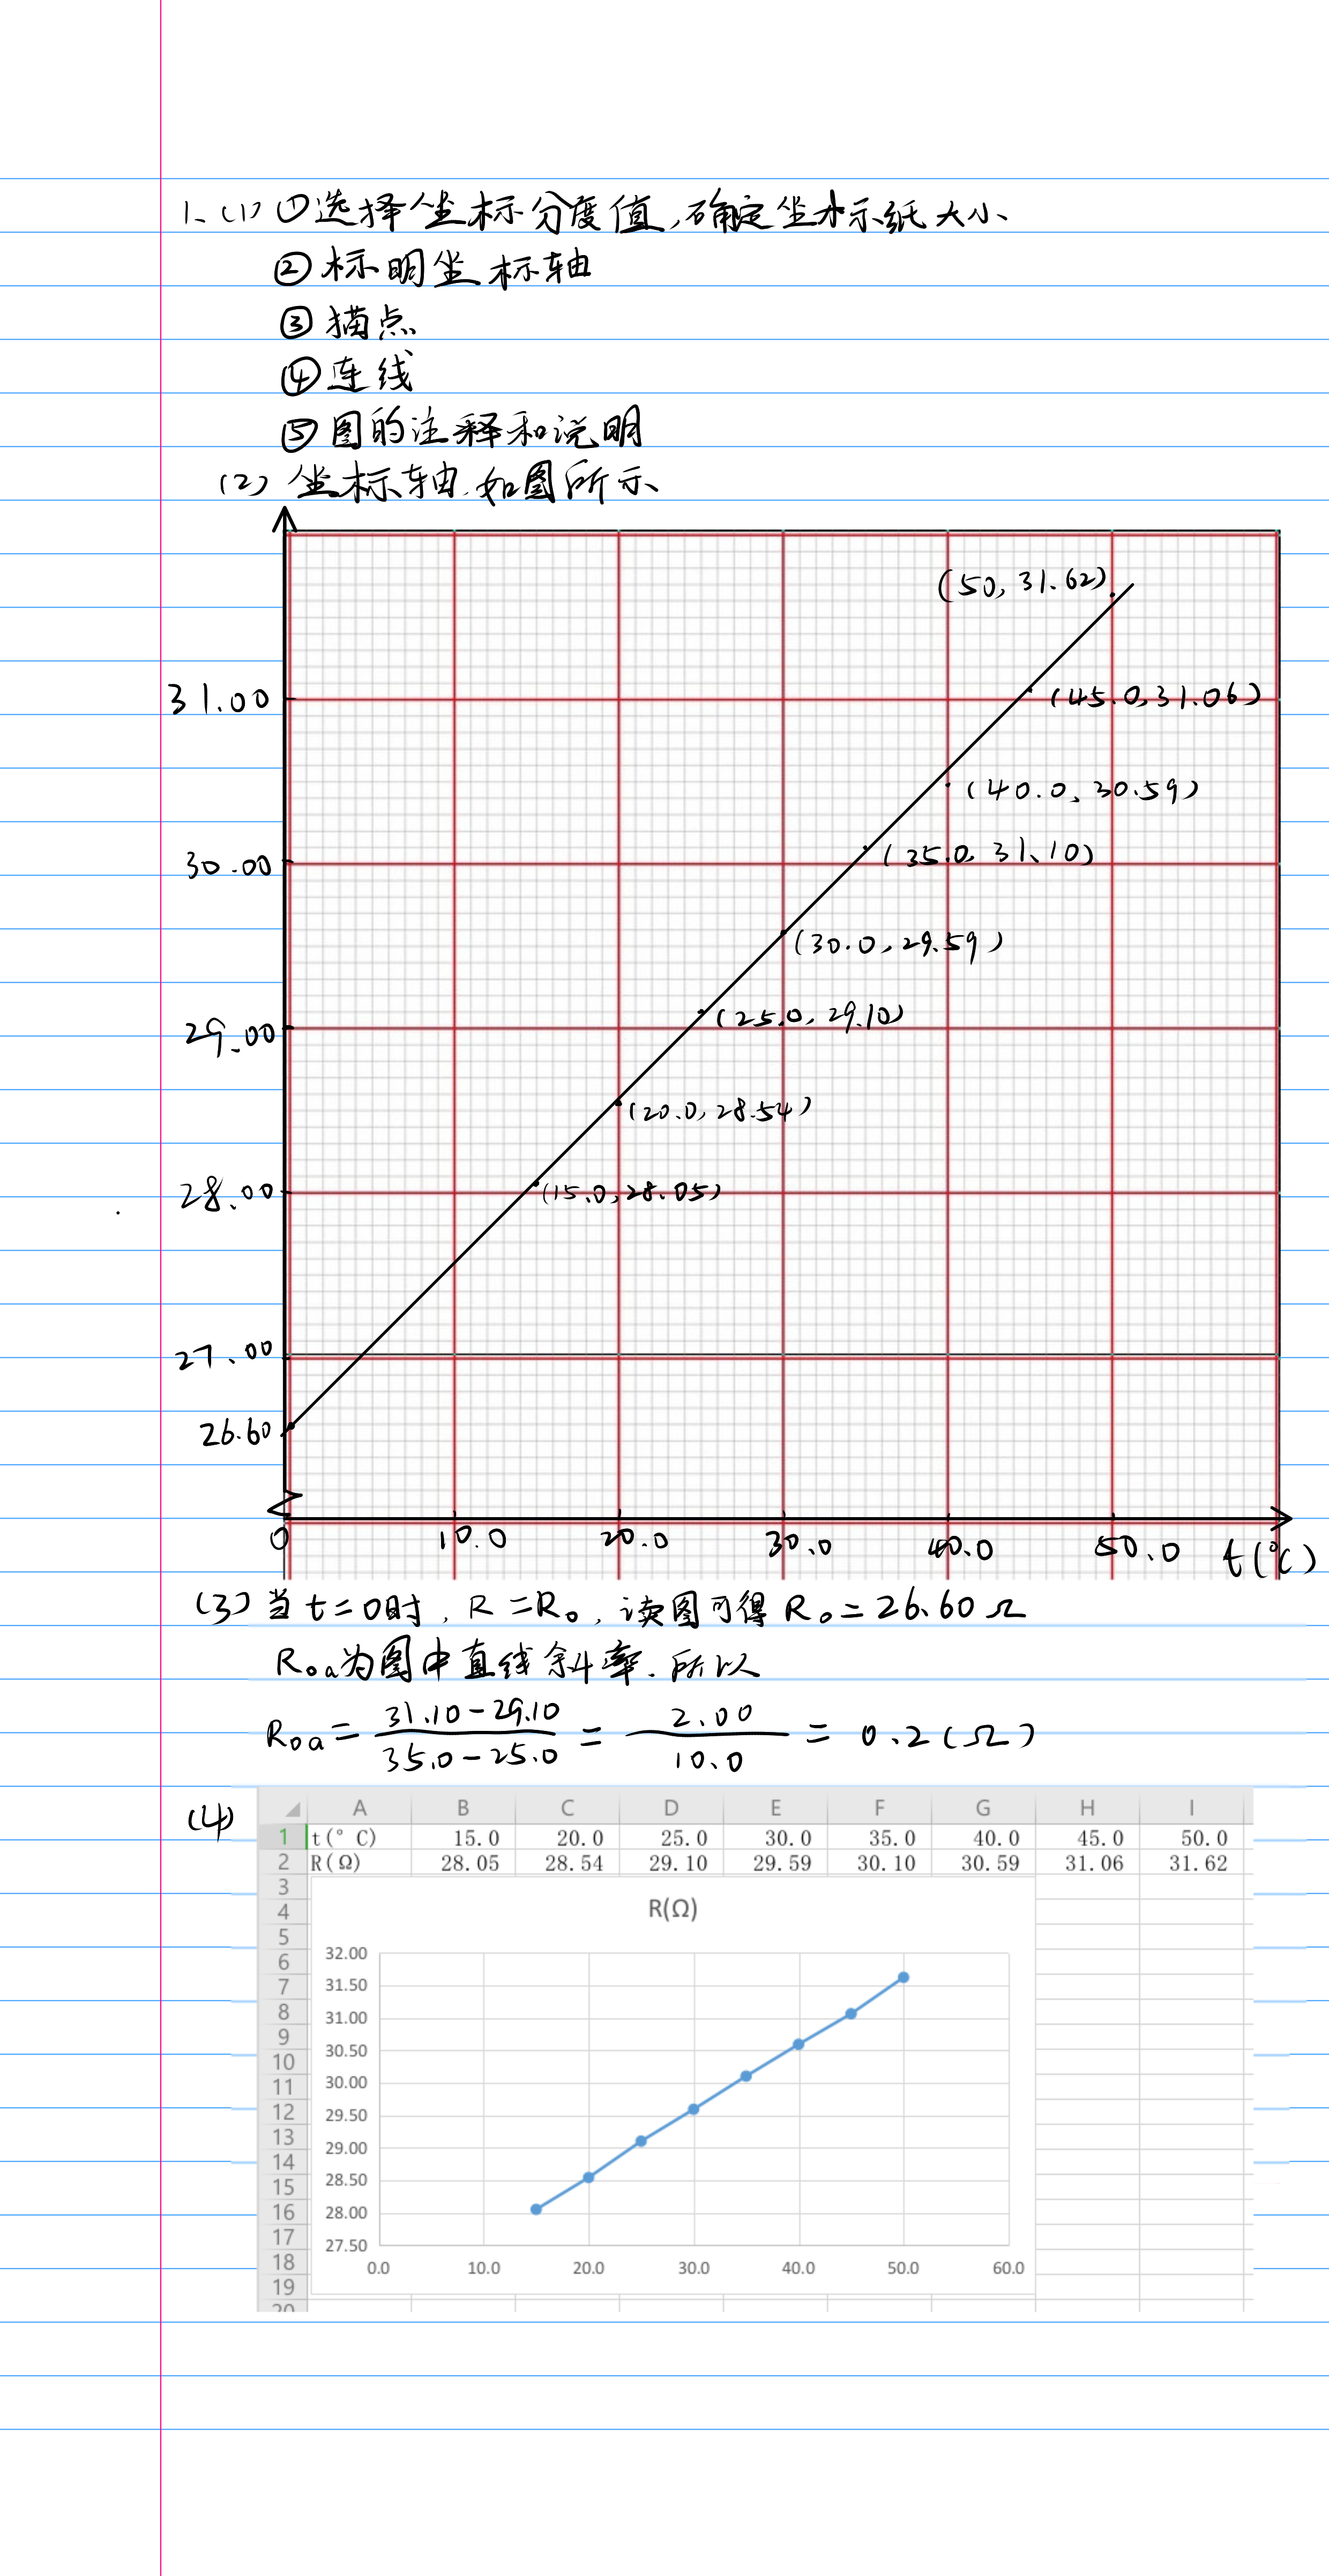 1、(1) ①选择坐标分度值,确定坐标纸大小
②标明坐标轴
③描点
④连线
⑤图的注释和说明
(2) 坐标轴.如图所示
(50, 31.62)
31.00
(45.0,31.06)
(40.0, 30.59)
30.00
(35.0, 31.10)
(30.0,29.59)
29.00
(25.0, 29.10)
(20.0,28.54)
28.00
(15.0,28.05)
27.00
26.60
0 10.0 20.0 30.0 40.0 50.0 t(℃)
(3) 当t=0时, R=R₀, 读图可得 R₀=26.60Ω
R₀a为图中直线斜率.所以
R₀a = (31.10-29.10)/(35.0-25.0) = 2.00/10.0 = 0.2(Ω)
(4)
A B C D E F G H I
1 t(°C) 15.0 20.0 25.0 30.0 35.0 40.0 45.0 50.0
2 R(Ω) 28.05 28.54 29.10 29.59 30.10 30.59 31.06 31.62
3
4
5
6
7
8
9
10
11
12
13
14
15
16
17
18
19
20
R(Ω)
32.00
31.50
31.00
30.50
30.00
29.50
29.00
28.50
28.00
27.50
0.0 10.0 20.0 30.0 40.0 50.0 60.0